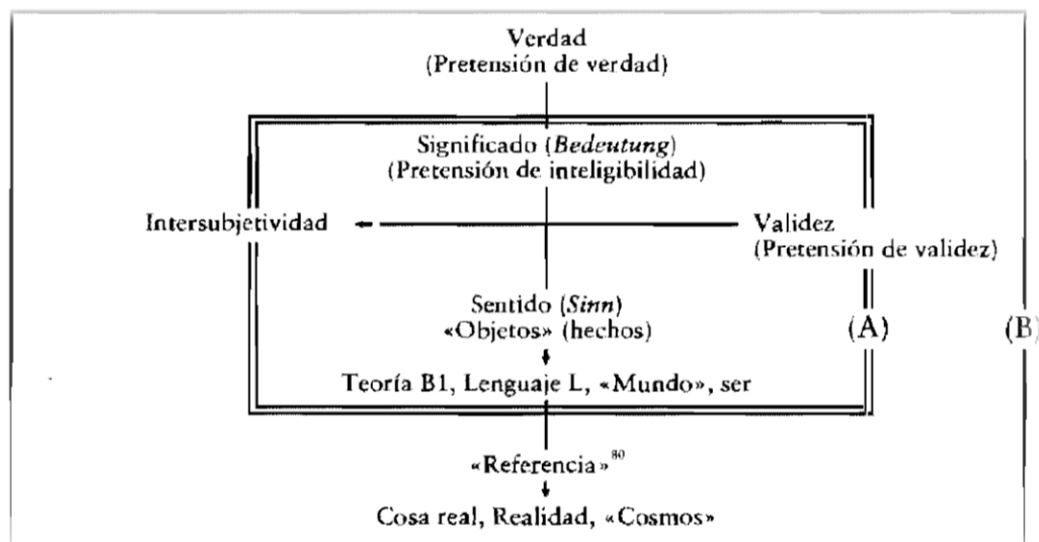 Verdad
(Pretensión de verdad)
Significado (Bedeutung)
(Pretensión de inteligibilidad)
Intersubjetividad
Validez
(Pretensión de validez)
Sentido (Sinn)
«Objetos» (hechos)
(A)
(B)
Teoría B1, Lenguaje L, «Mundo», ser
«Referencia»80
Cosa real, Realidad, «Cosmos»